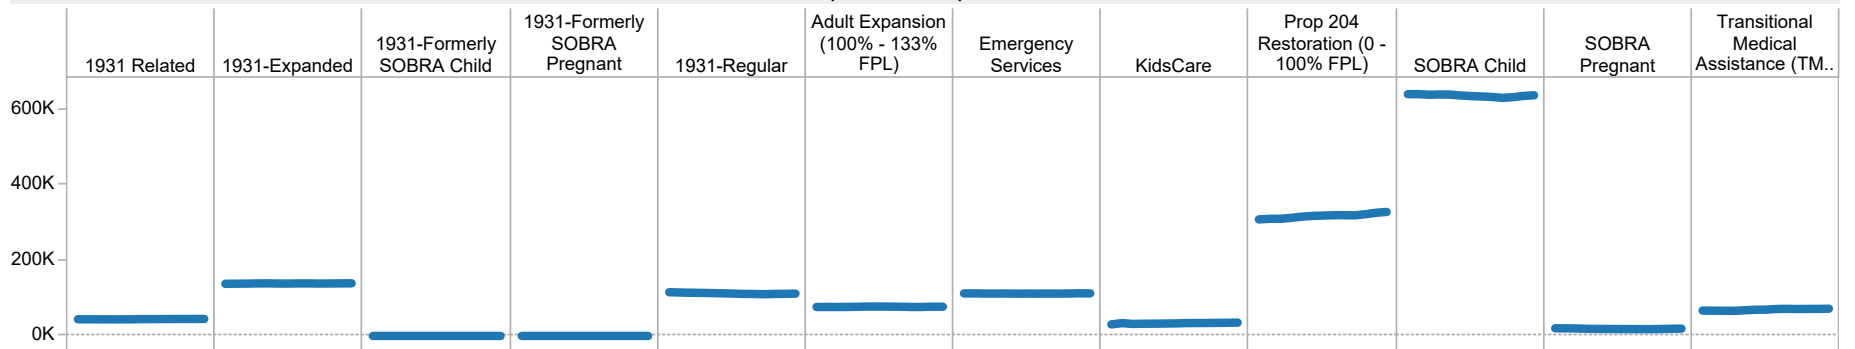 1931 Related
1931-Expanded
1931-Formerly
SOBRA Child
1931-Formerly
SOBRA
Pregnant
1931-Regular
Adult Expansion
(100% - 133%
FPL)
Emergency
Services
KidsCare
Prop 204
Restoration (0 -
100% FPL)
SOBRA Child
SOBRA
Pregnant
Transitional
Medical
Assistance (TM..
600K
400K
200K
0K